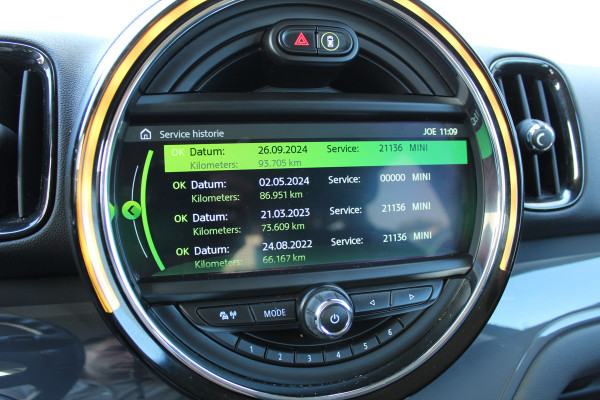 Service historie JOE 11:09
OK Datum: 26.09.2024 Service: 21136 MINI
Kilometers: 93.705 km
OK Datum: 02.05.2024 Service: 00000 MINI
Kilometers: 86.951 km
OK Datum: 21.03.2023 Service: 21136 MINI
Kilometers: 73.609 km
OK Datum: 24.08.2022 Service: 21136 MINI
Kilometers: 66.167 km
MODE
1 2 3 4 5 6